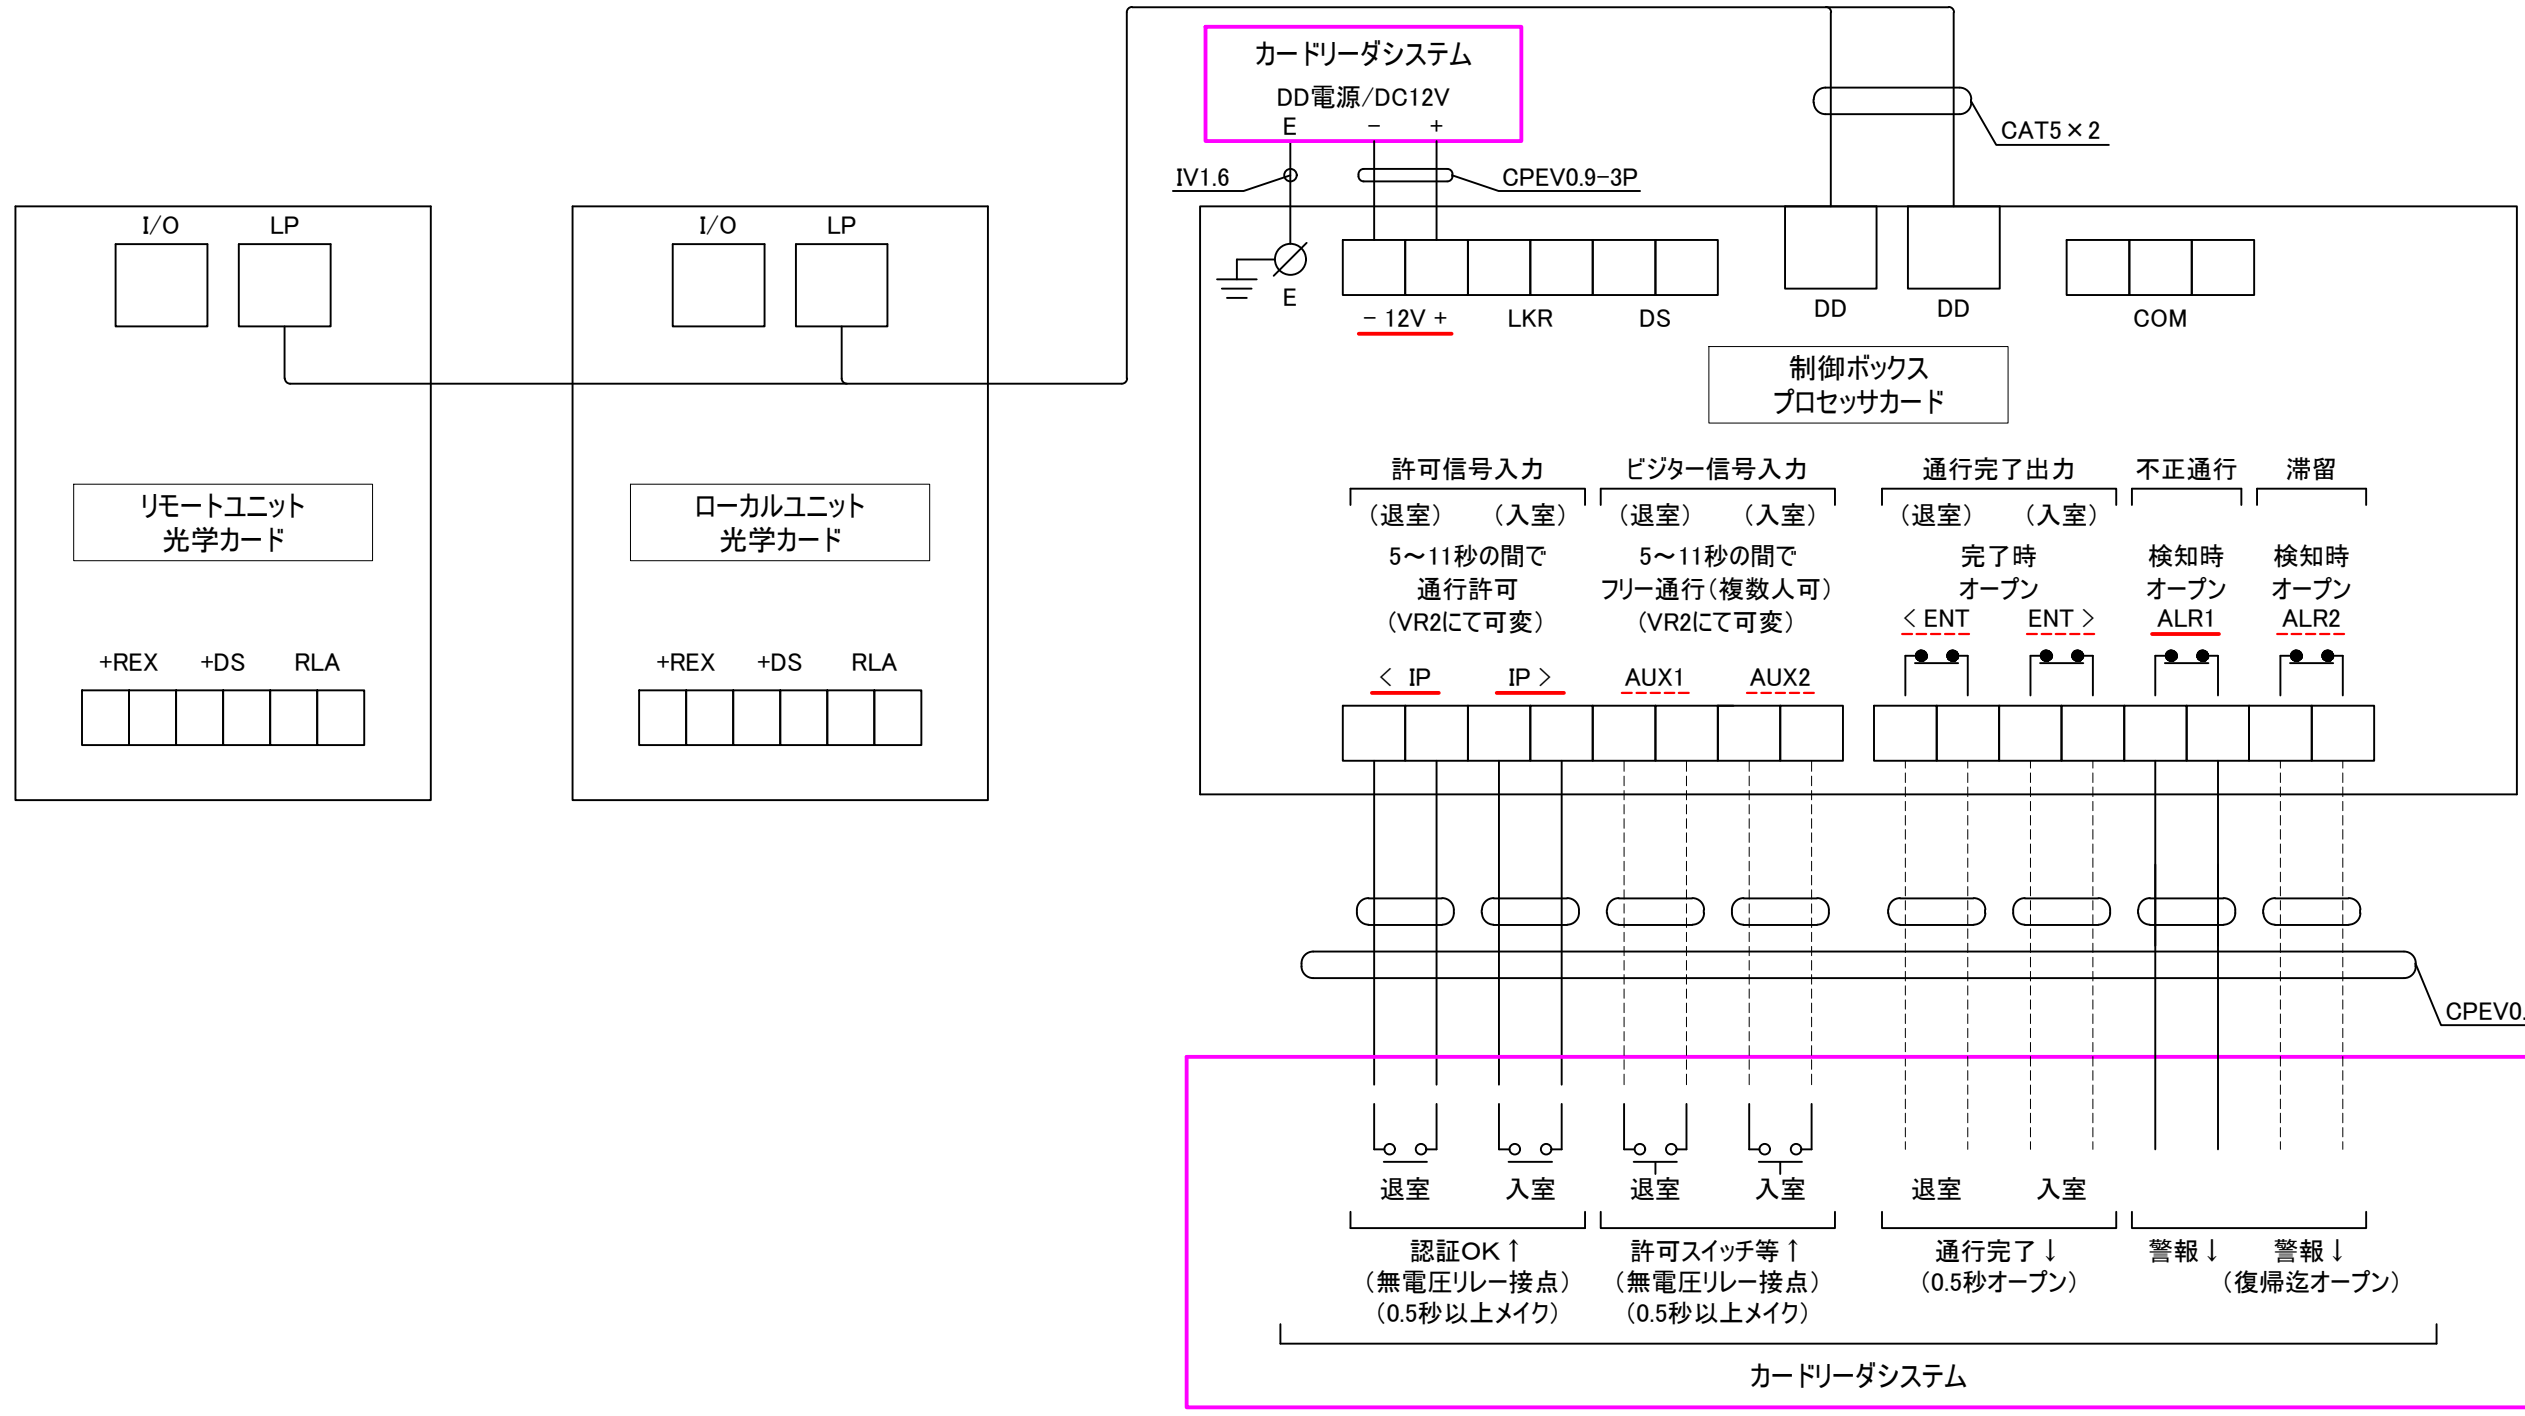 カードリーダシステム
DD電源/DC12V
E － +
IV1.6
CPEV0.9-3P
CAT5×2
I/O LP
リモートユニット
光学カード
+REX +DS RLA
I/O LP
ローカルユニット
光学カード
+REX +DS RLA
E
- 12V +
LKR
DS
DD
DD
COM
制御ボックス
プロセッサカード
許可信号入力
（退室） （入室）
5～11秒の間で
通行許可
（VR2にて可変）
< IP
IP >
ビジター信号入力
（退室） （入室）
5～11秒の間で
フリー通行（複数人可）
（VR2にて可変）
AUX1
AUX2
通行完了出力
（退室） （入室）
完了時
オープン
< ENT
ENT >
不正通行
検知時
オープン
ALR1
滞留
検知時
オープン
ALR2
CPEV0.
退室 入室
認証OK↑
（無電圧リレー接点）
（0.5秒以上メイク）
退室 入室
許可スイッチ等↑
（無電圧リレー接点）
（0.5秒以上メイク）
退室 入室
通行完了↓
（0.5秒オープン）
警報↓
警報↓
（復帰迄オープン）
カードリーダシステム